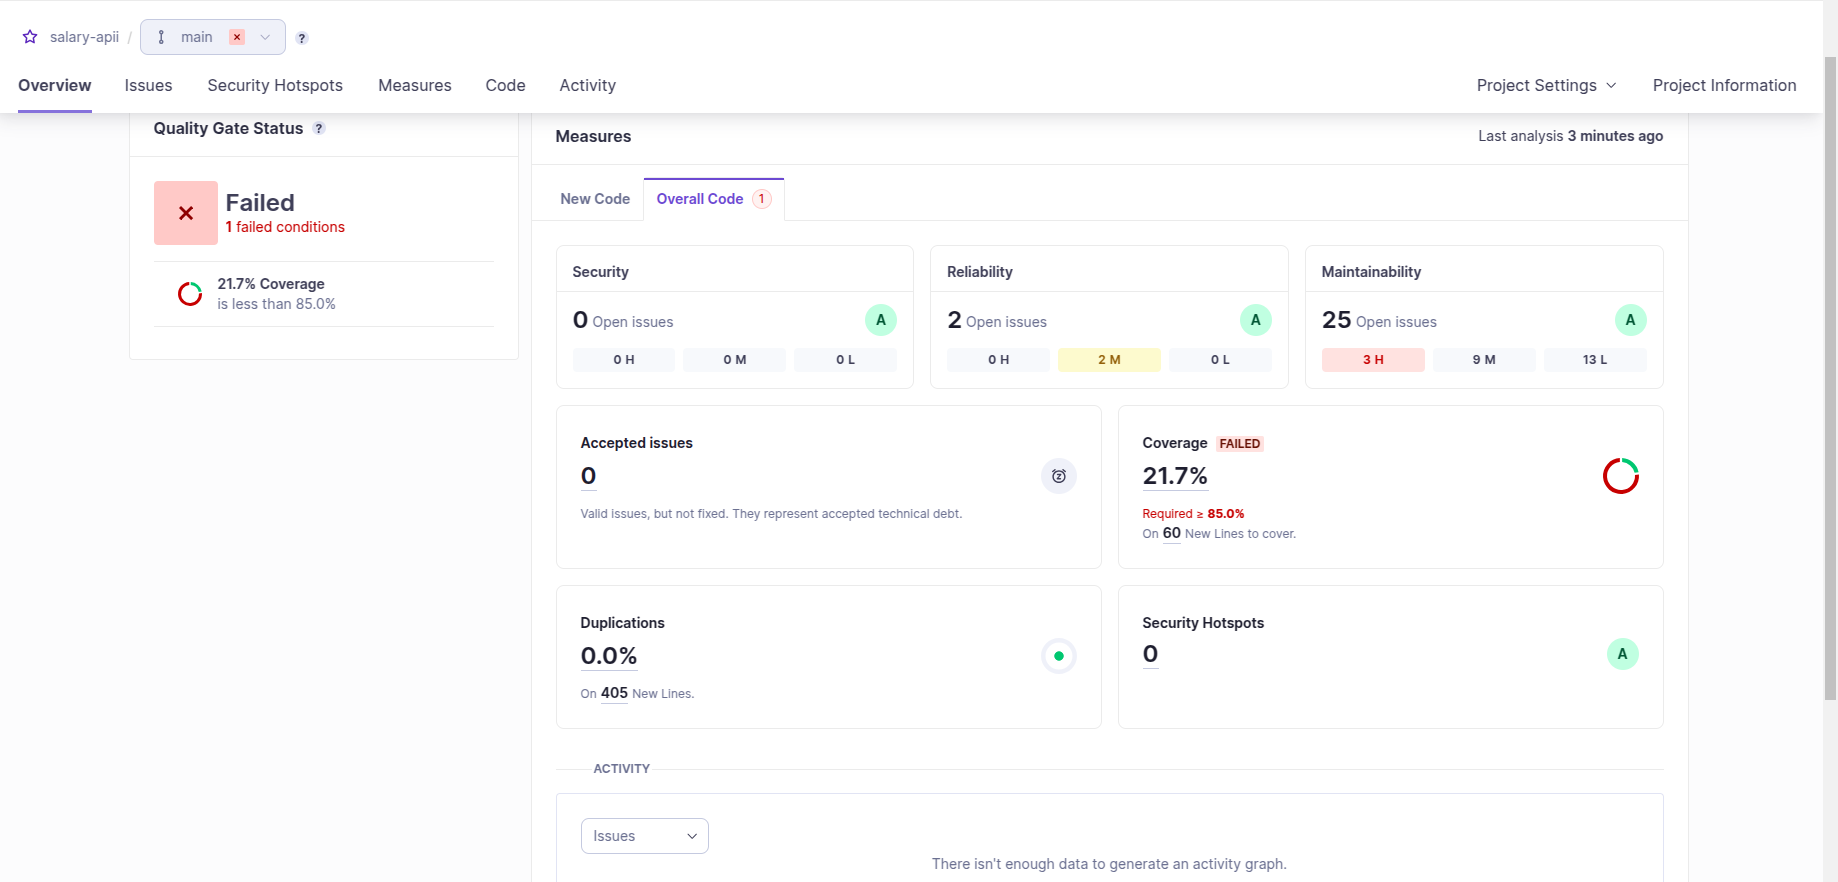 salary-apii / main ?
Overview Issues Security Hotspots Measures Code Activity Project Settings Project Information
Quality Gate Status ?
Failed
1 failed conditions
21.7% Coverage
is less than 85.0%
Measures Last analysis 3 minutes ago
New Code Overall Code 1
Security
0 Open issues A
0 H 0 M 0 L
Reliability
2 Open issues A
0 H 2 M 0 L
Maintainability
25 Open issues A
3 H 9 M 13 L
Accepted issues
0
Valid issues, but not fixed. They represent accepted technical debt.
Coverage FAILED
21.7%
Required ≥ 85.0%
On 60 New Lines to cover.
Duplications
0.0%
On 405 New Lines.
Security Hotspots
0 A
ACTIVITY
Issues
There isn't enough data to generate an activity graph.